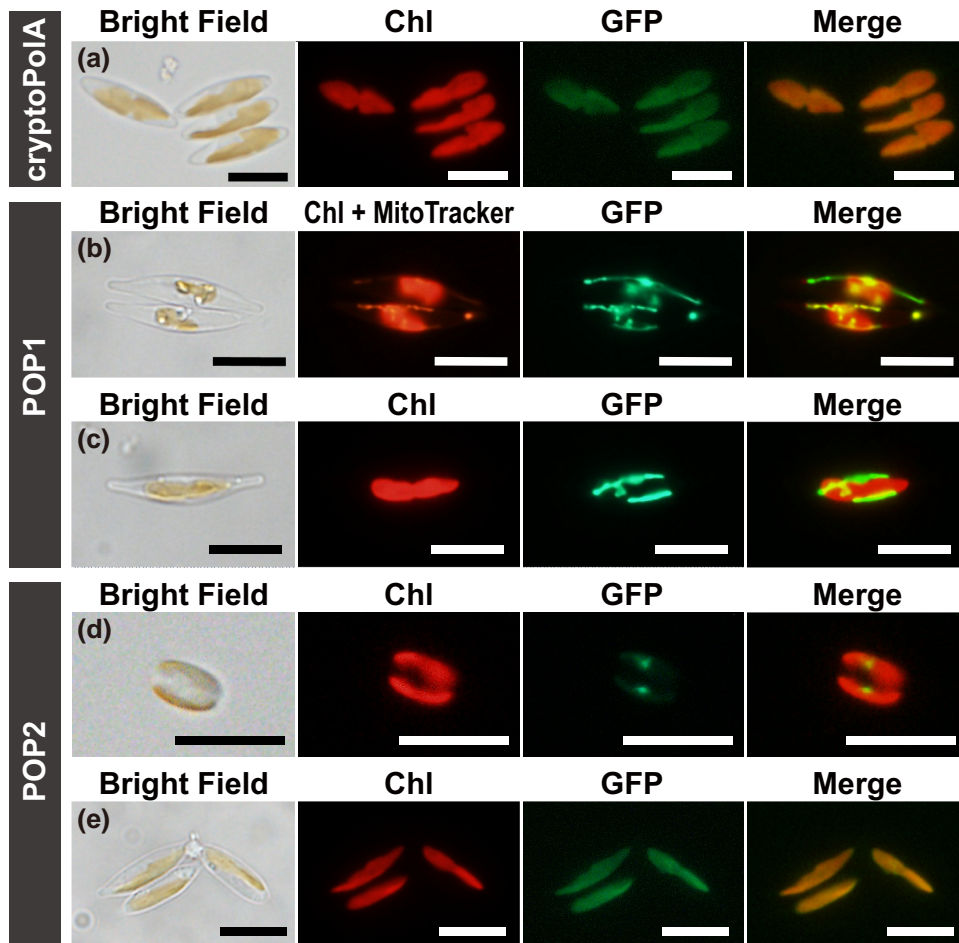 cryptoPolA
Bright Field Chl GFP Merge
(a)
POP1
Bright Field Chl + MitoTracker GFP Merge
(b)
Bright Field Chl GFP Merge
(c)
POP2
Bright Field Chl GFP Merge
(d)
Bright Field Chl GFP Merge
(e)